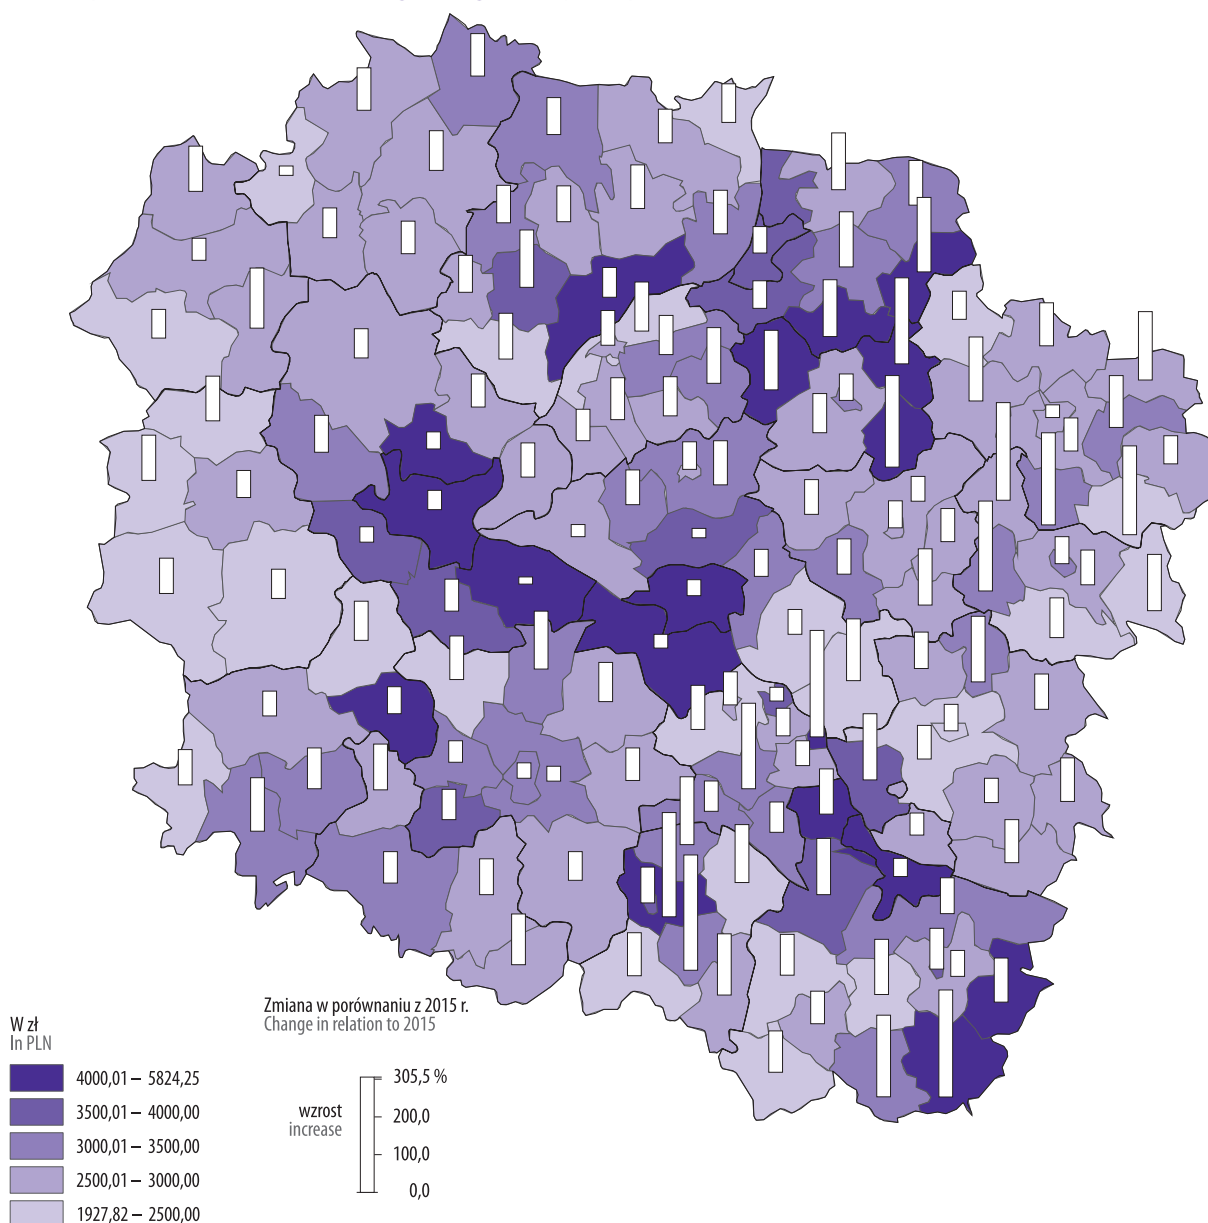 Zmiana w porównaniu z 2015 r.
Change in relation to 2015
W zł
In PLN
4000,01 – 5824,25
3500,01 – 4000,00
3000,01 – 3500,00
2500,01 – 3000,00
1927,82 – 2500,00
wzrost
increase
305,5 %
200,0
100,0
0,0